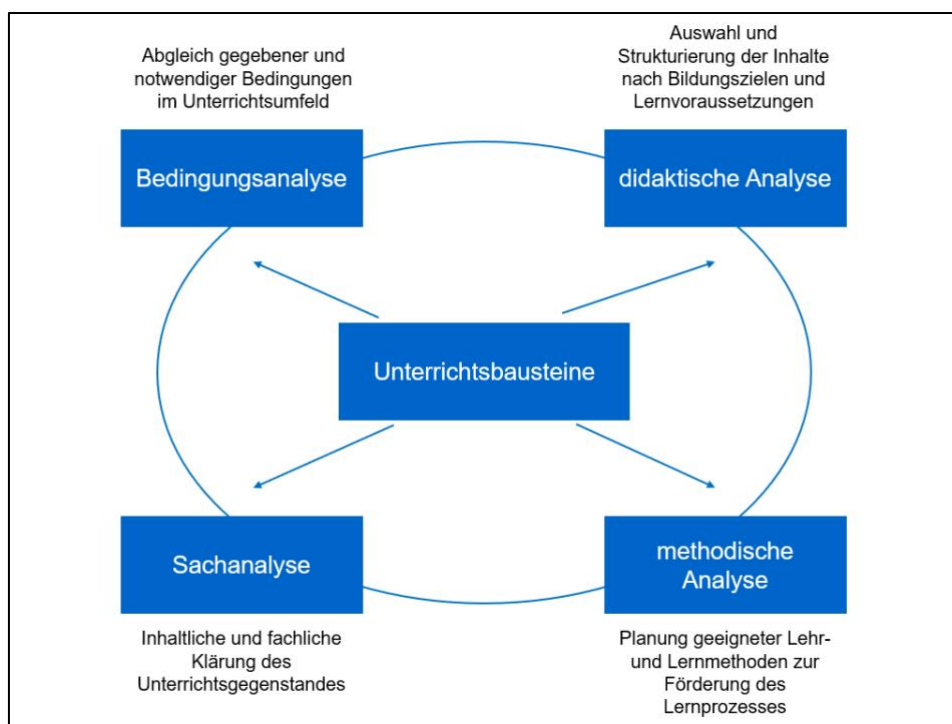 Abgleich gegebener und
notwendiger Bedingungen
im Unterrichtsumfeld
Bedingungsanalyse
Auswahl und
Strukturierung der Inhalte
nach Bildungszielen und
Lernvoraussetzungen
didaktische Analyse
Unterrichtsbausteine
Sachanalyse
Inhaltliche und fachliche
Klärung des
Unterrichtsgegenstandes
methodische
Analyse
Planung geeigneter Lehr-
und Lernmethoden zur
Förderung des
Lernprozesses